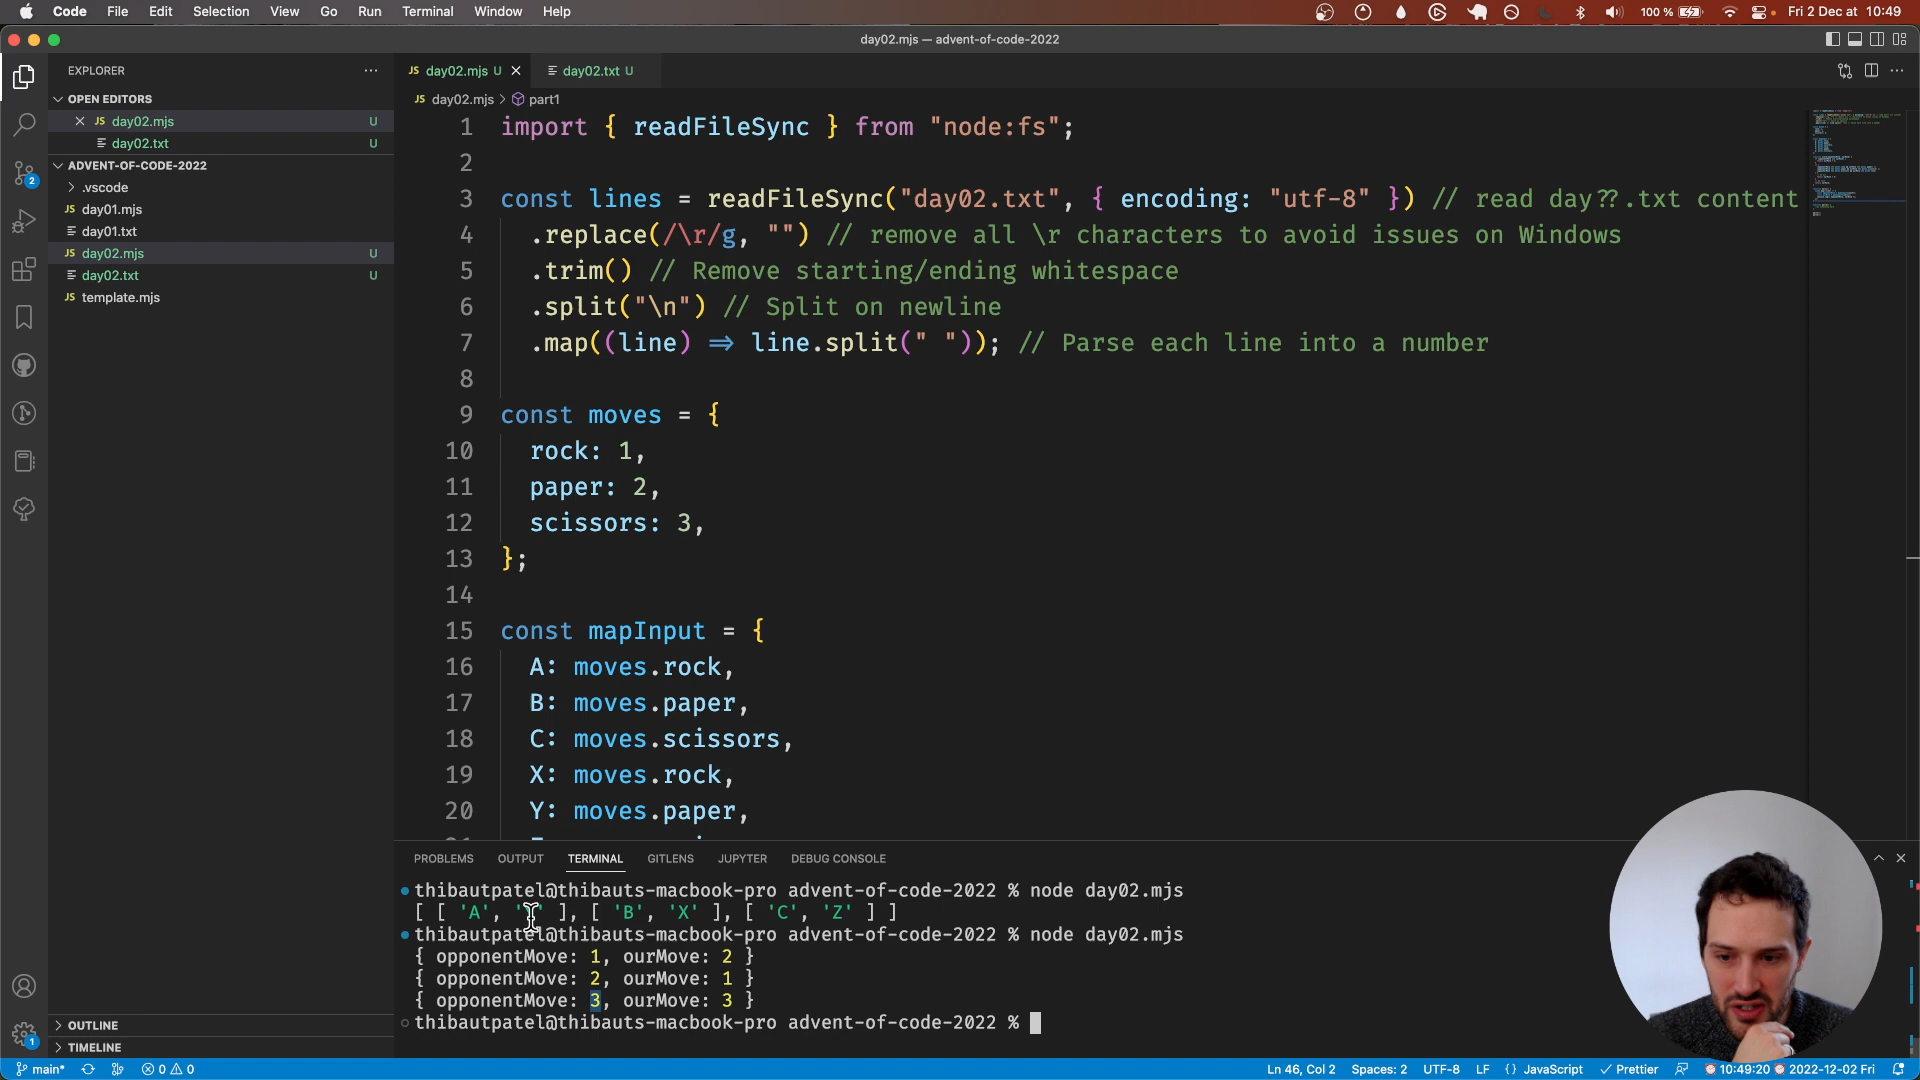 Code File Edit Selection View Go Run Terminal Window Help
100 % Fri 2 Dec at 10:49
day02.mjs — advent-of-code-2022
EXPLORER
OPEN EDITORS
JS day02.mjs U
day02.txt U
ADVENT-OF-CODE-2022
.vscode
JS day01.mjs
day01.txt
JS day02.mjs U
day02.txt U
JS template.mjs
OUTLINE
TIMELINE
2
1
JS day02.mjs U
day02.txt U
JS day02.mjs > part1
1 import { readFileSync } from "node:fs";
2
3 const lines = readFileSync("day02.txt", { encoding: "utf-8" }) // read day??.txt content
4 .replace(/\r/g, "") // remove all \r characters to avoid issues on Windows
5 .trim() // Remove starting/ending whitespace
6 .split("\n") // Split on newline
7 .map((line) => line.split(" ")); // Parse each line into a number
8
9 const moves = {
10 rock: 1,
11 paper: 2,
12 scissors: 3,
13 };
14
15 const mapInput = {
16 A: moves.rock,
17 B: moves.paper,
18 C: moves.scissors,
19 X: moves.rock,
20 Y: moves.paper,
PROBLEMS OUTPUT TERMINAL GITLENS JUPYTER DEBUG CONSOLE
thibautpatel@thibauts-macbook-pro advent-of-code-2022 % node day02.mjs
[ [ 'A', ' ' ], [ 'B', 'X' ], [ 'C', 'Z' ] ]
thibautpatel@thibauts-macbook-pro advent-of-code-2022 % node day02.mjs
{ opponentMove: 1, ourMove: 2 }
{ opponentMove: 2, ourMove: 1 }
{ opponentMove: 3, ourMove: 3 }
thibautpatel@thibauts-macbook-pro advent-of-code-2022 %
main* 0 0
Ln 46, Col 2 Spaces: 2 UTF-8 LF {} JavaScript Prettier 10:49:20 2022-12-02 Fri